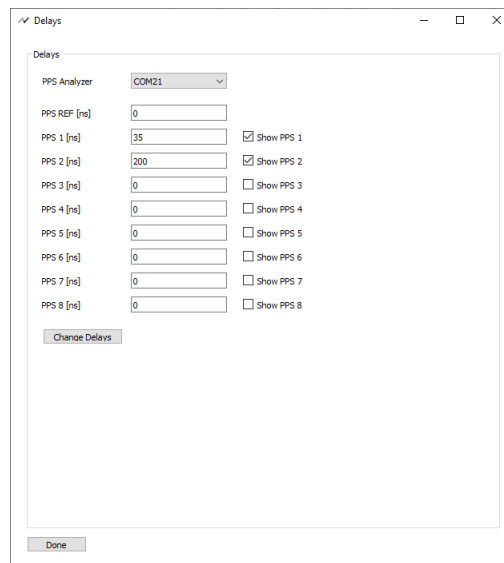 Delays
Delays
PPS Analyzer COM21
PPS REF [ns] 0
PPS 1 [ns] 35 Show PPS 1
PPS 2 [ns] 200 Show PPS 2
PPS 3 [ns] 0 Show PPS 3
PPS 4 [ns] 0 Show PPS 4
PPS 5 [ns] 0 Show PPS 5
PPS 6 [ns] 0 Show PPS 6
PPS 7 [ns] 0 Show PPS 7
PPS 8 [ns] 0 Show PPS 8
Change Delays
Done